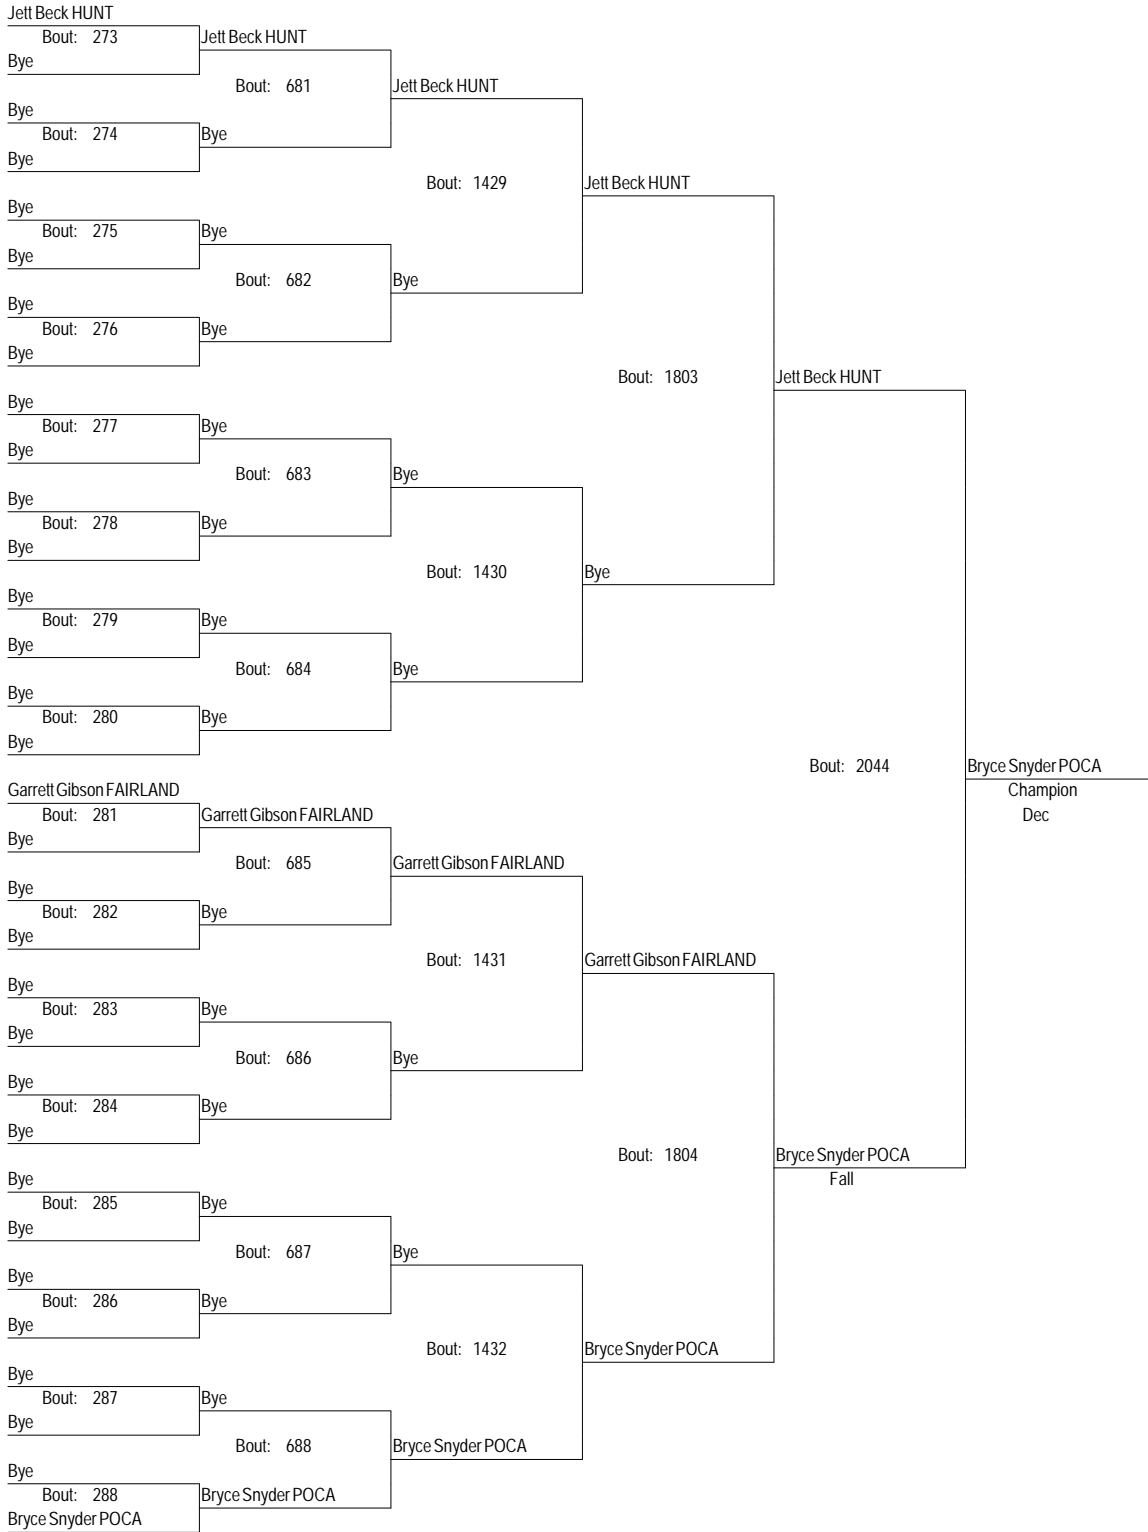 Jett Beck HUNT
Bout: 273 Jett Beck HUNT
Bye
Bout: 681 Jett Beck HUNT
Bye
Bout: 274 Bye
Bye
Bout: 1429 Jett Beck HUNT
Bye
Bout: 275 Bye
Bye
Bout: 682 Bye
Bye
Bout: 276 Bye
Bye
Bout: 1803 Jett Beck HUNT
Bye
Bout: 277 Bye
Bye
Bout: 683 Bye
Bye
Bout: 278 Bye
Bye
Bout: 1430 Bye
Bye
Bout: 279 Bye
Bye
Bout: 684 Bye
Bye
Bout: 280 Bye
Bye
Bout: 2044 Bryce Snyder POCA
Champion
Dec
Garrett Gibson FAIRLAND
Bout: 281 Garrett Gibson FAIRLAND
Bye
Bout: 685 Garrett Gibson FAIRLAND
Bye
Bout: 282 Bye
Bye
Bout: 1431 Garrett Gibson FAIRLAND
Bye
Bout: 283 Bye
Bye
Bout: 686 Bye
Bye
Bout: 284 Bye
Bye
Bout: 1804 Bryce Snyder POCA
Fall
Bye
Bout: 285 Bye
Bye
Bout: 687 Bye
Bye
Bout: 286 Bye
Bye
Bout: 1432 Bryce Snyder POCA
Bye
Bout: 287 Bye
Bye
Bout: 688 Bryce Snyder POCA
Bye
Bout: 288 Bryce Snyder POCA
Bryce Snyder POCA